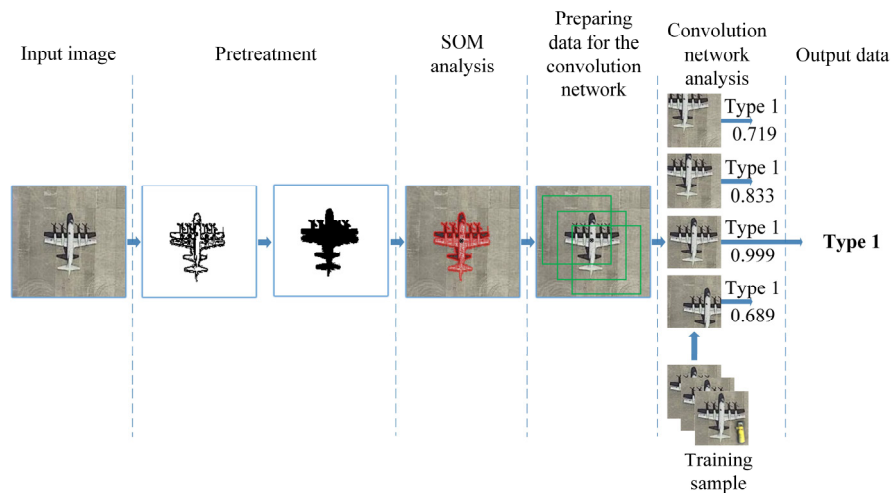 Input image
Pretreatment
SOM
analysis
Preparing
data for the
convolution
network
Convolution
network
analysis
Output data
Type 1
0.719
Type 1
0.833
Type 1
0.999
Type 1
Type 1
0.689
Training
sample